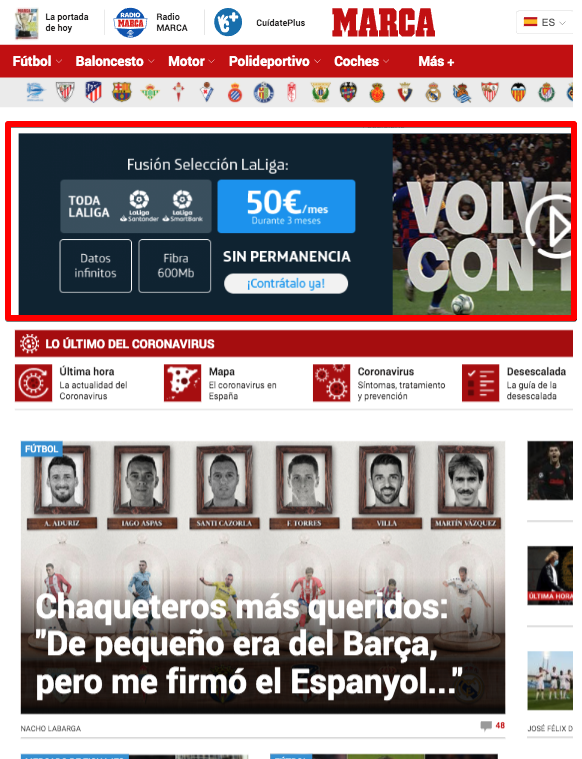 La portada
de hoy
RADIO
MARCA
Radio
MARCA
CuídatePlus
MARCA
ES
Fútbol
Baloncesto
Motor
Polideportivo
Coches
Más +
Fusión Selección LaLiga:
TODA
LALIGA
LaLiga
Santander
LaLiga
SmartBank
50€/mes
Durante 3 meses
Datos
infinitos
Fibra
600Mb
SIN PERMANENCIA
¡Contrátalo ya!
VOLV
CON T
LO ÚLTIMO DEL CORONAVIRUS
Última hora
La actualidad del
Coronavirus
Mapa
El coronavirus en
España
Coronavirus
Síntomas, tratamiento
y prevención
Desescalada
La guía de la
desescalada
FÚTBOL
A. ADURIZ
IAGO ASPAS
SANTI CAZORLA
F. TORRES
VILLA
MARTÍN VÁZQUEZ
Chaqueteros más queridos:
"De pequeño era del Barça,
pero me firmó el Espanyol..."
ÚLTIMA HORA
NACHO LABARGA
48
JOSÉ FÉLIX D